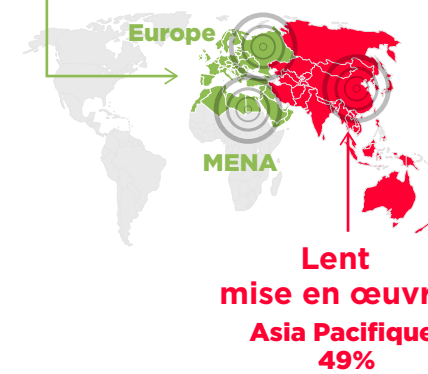 Europe
MENA
Lent
mise en œuvr
Asia Pacifique
49%